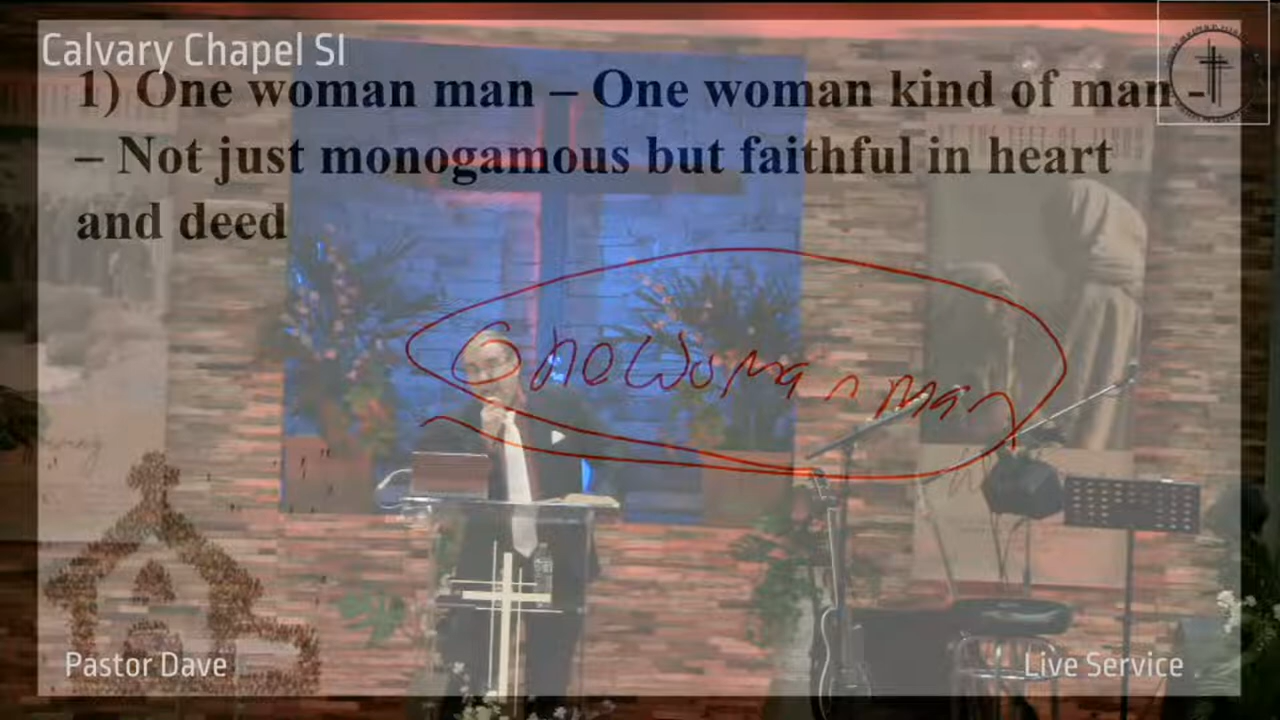 Calvary Chapel SI
1) One woman man – One woman kind of man -
– Not just monogamous but faithful in heart
and deed
One woman man
Pastor Dave
Live Service